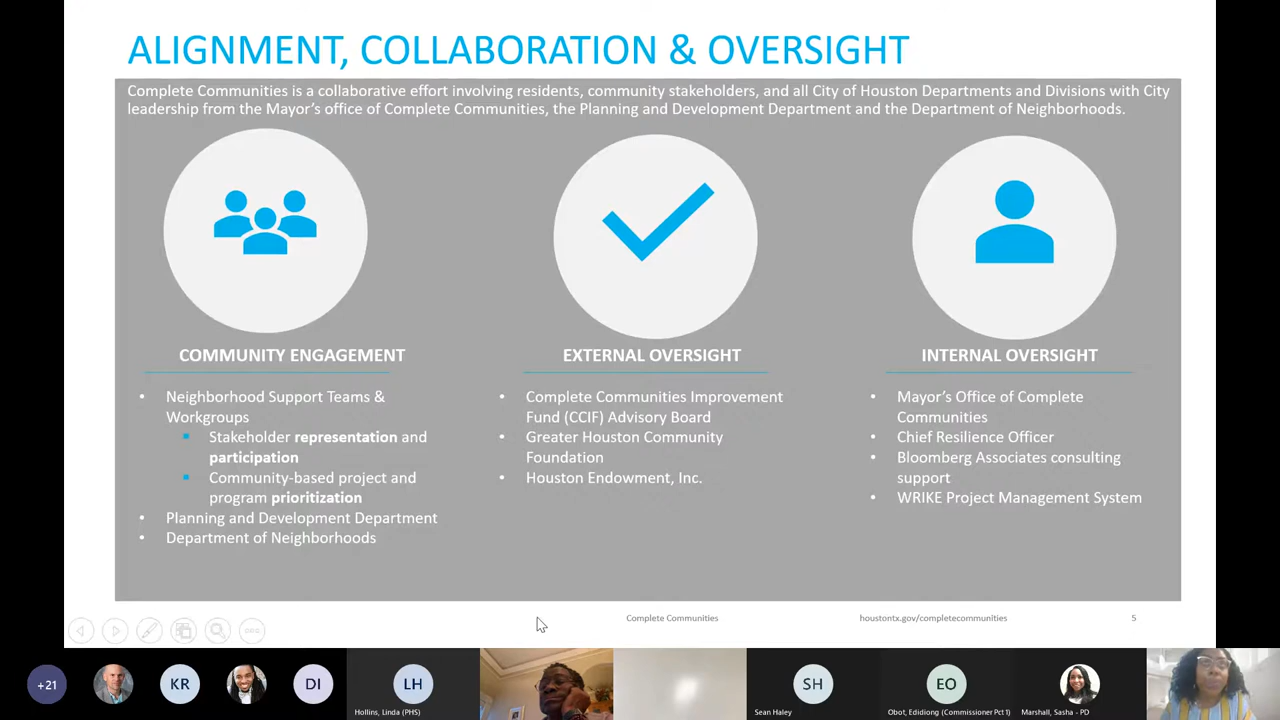 ALIGNMENT, COLLABORATION & OVERSIGHT
Complete Communities is a collaborative effort involving residents, community stakeholders, and all City of Houston Departments and Divisions with City
leadership from the Mayor's office of Complete Communities, the Planning and Development Department and the Department of Neighborhoods.
COMMUNITY ENGAGEMENT
Neighborhood Support Teams &
Workgroups
Stakeholder representation and
participation
Community-based project and
program prioritization
Planning and Development Department
Department of Neighborhoods
EXTERNAL OVERSIGHT
Complete Communities Improvement
Fund (CCIF) Advisory Board
Greater Houston Community
Foundation
Houston Endowment, Inc.
INTERNAL OVERSIGHT
Mayor's Office of Complete
Communities
Chief Resilience Officer
Bloomberg Associates consulting
support
WRIKE Project Management System
Complete Communities
houstontx.gov/completecommunities
5
+21
KR
DI
LH
Hollins, Linda (PHS)
SH
Sean Haley
EO
Obot, Edidiong (Commissioner Pct 1)
Marshall, Sasha - PD